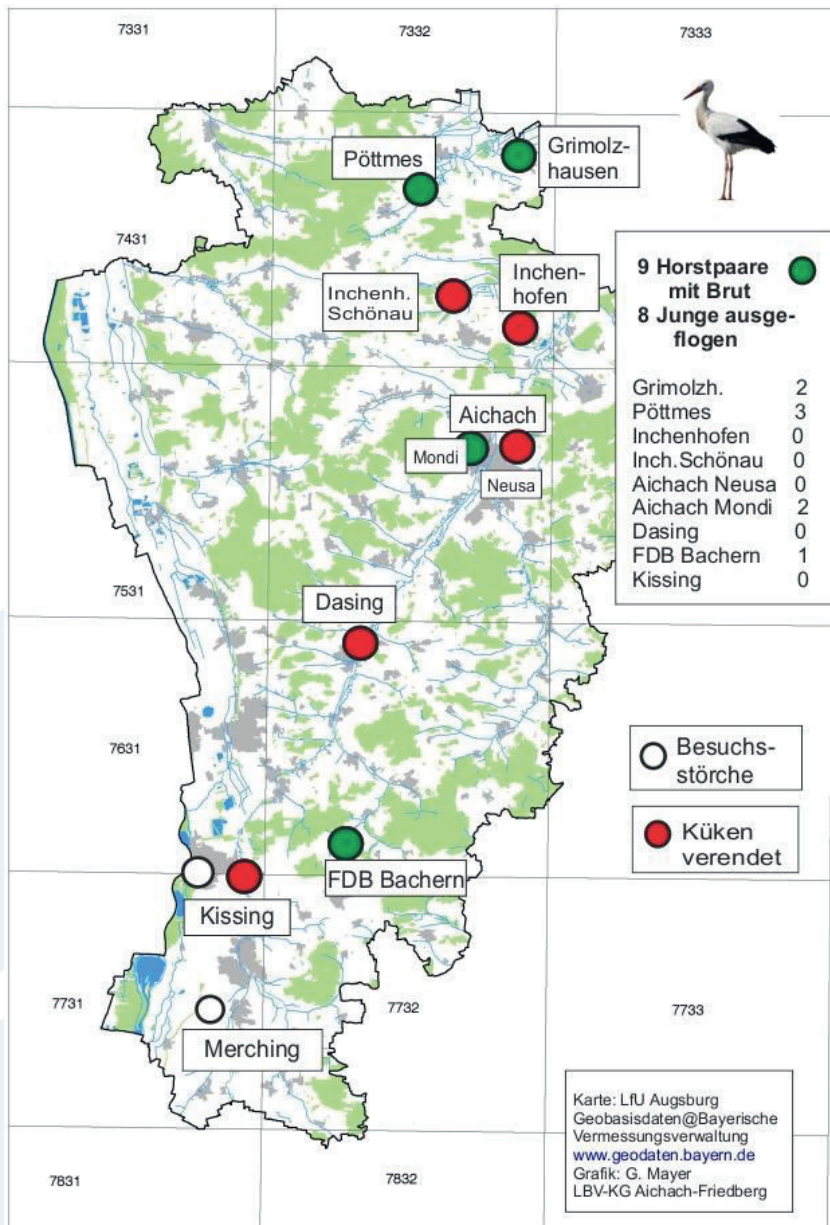 7331
7332
7333
Pöttmes
Grimolz-
hausen
7431
Inchenh.
Schönau
Inchen-
hofen
9 Horstpaare
mit Brut
8 Junge ausge-
flogen
Grimolzh. 2
Pöttmes 3
Inchenhofen 0
Inch.Schönau 0
Aichach Neusa 0
Aichach Mondi 2
Dasing 0
FDB Bachern 1
Kissing 0
Aichach
Mondi
Neusa
7531
Dasing
7631
Besuchs-
störche
Küken
verendet
FDB Bachern
Kissing
7731
7732
7733
Merching
Karte: LfU Augsburg
Geobasisdaten@Bayerische
Vermessungsverwaltung
www.geodaten.bayern.de
Grafik: G. Mayer
LBV-KG Aichach-Friedberg
7831
7832